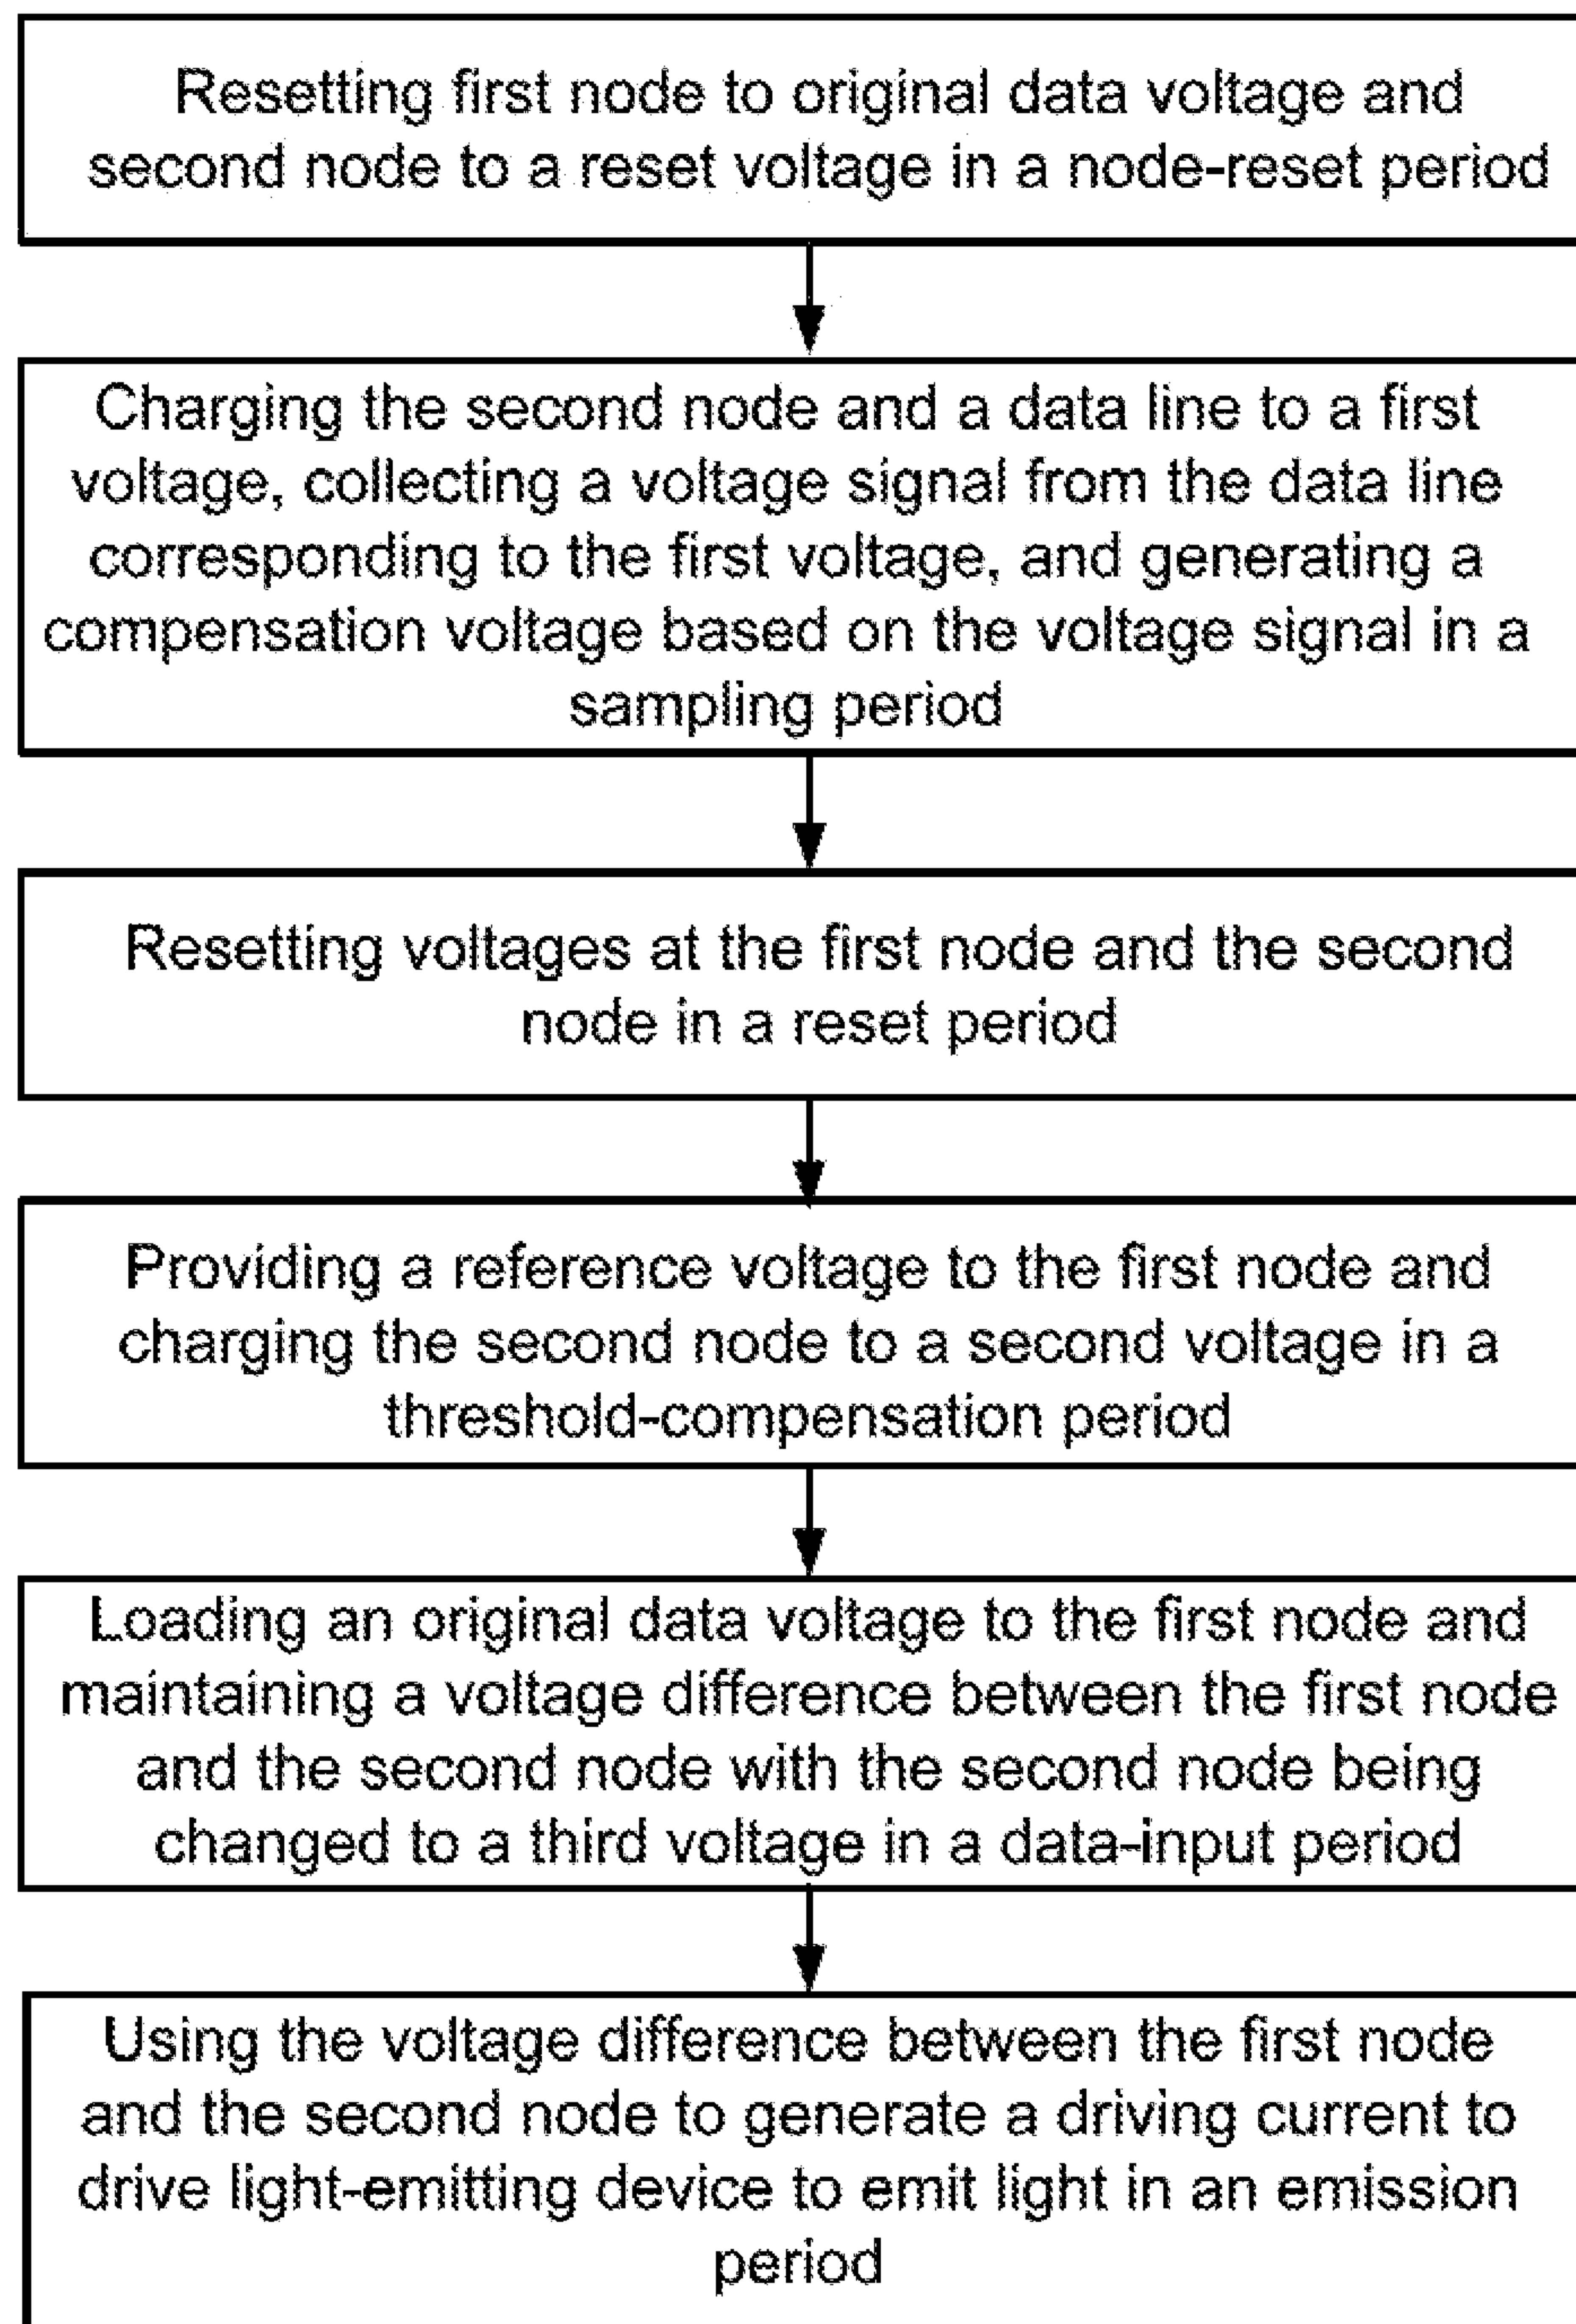 Resetting first node to original data voltage and
second node to a reset voltage in a node-reset period
Charging the second node and a data line to a first
voltage, collecting a voltage signal from the data line
corresponding to the first voltage, and generating a
compensation voltage based on the voltage signal in a
sampling period
Resetting voltages at the first node and the second
node in a reset period
Providing a reference voltage to the first node and
charging the second node to a second voltage in a
threshold-compensation period
Loading an original data voltage to the first node and
maintaining a voltage difference between the first node
and the second node with the second node being
changed to a third voltage in a data-input period
Using the voltage difference between the first node
and the second node to generate a driving current to
drive light-emitting device to emit light in an emission
period